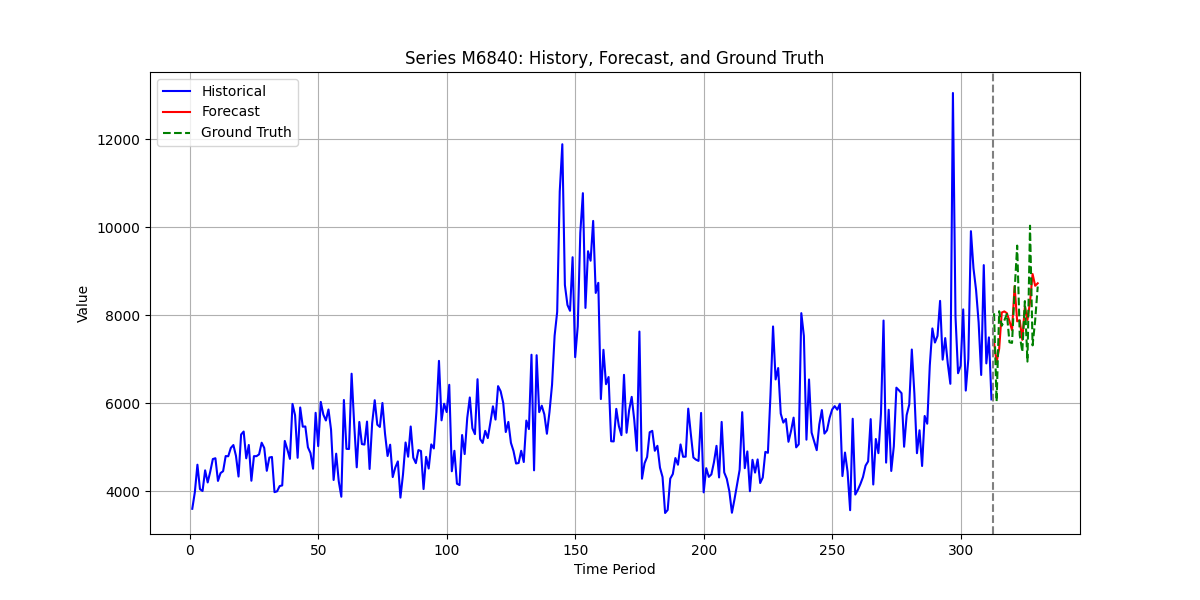 Series M6840: History, Forecast, and Ground Truth
Historical
Forecast
Ground Truth
12000
10000
8000
6000
4000
Value
0 50 100 150 200 250 300
Time Period